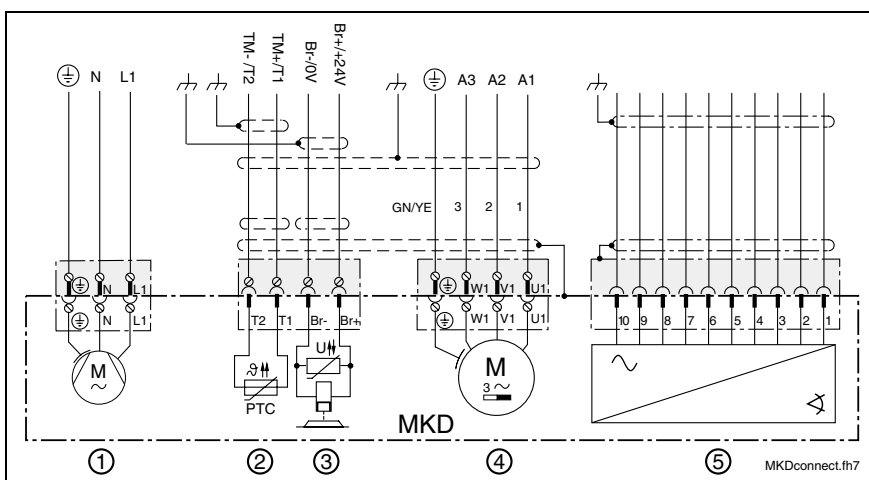 TM-/T2 TM+/T1 Br-/0V Br+/+24V
N L1 A3 A2 A1
GN/YE 3 2 1
N L1 W1 V1 U1
N L1 T2 T1 Br- Br+ W1 V1 U1 10 9 8 7 6 5 4 3 2 1
M
~
ϑ
PTC
U
M
3 ~
MKD
① ② ③ ④ ⑤
MKDconnect.fh7